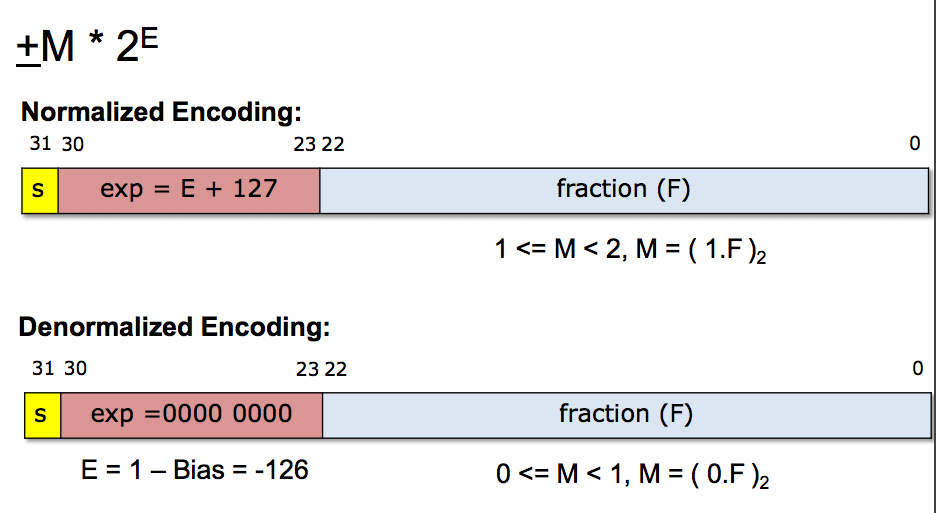 ±M * 2ᴱ
Normalized Encoding:
31 30 23 22 0
s exp = E + 127 fraction (F)
1 <= M < 2, M = ( 1.F )₂
Denormalized Encoding:
31 30 23 22 0
s exp =0000 0000 fraction (F)
E = 1 – Bias = -126 0 <= M < 1, M = ( 0.F )₂